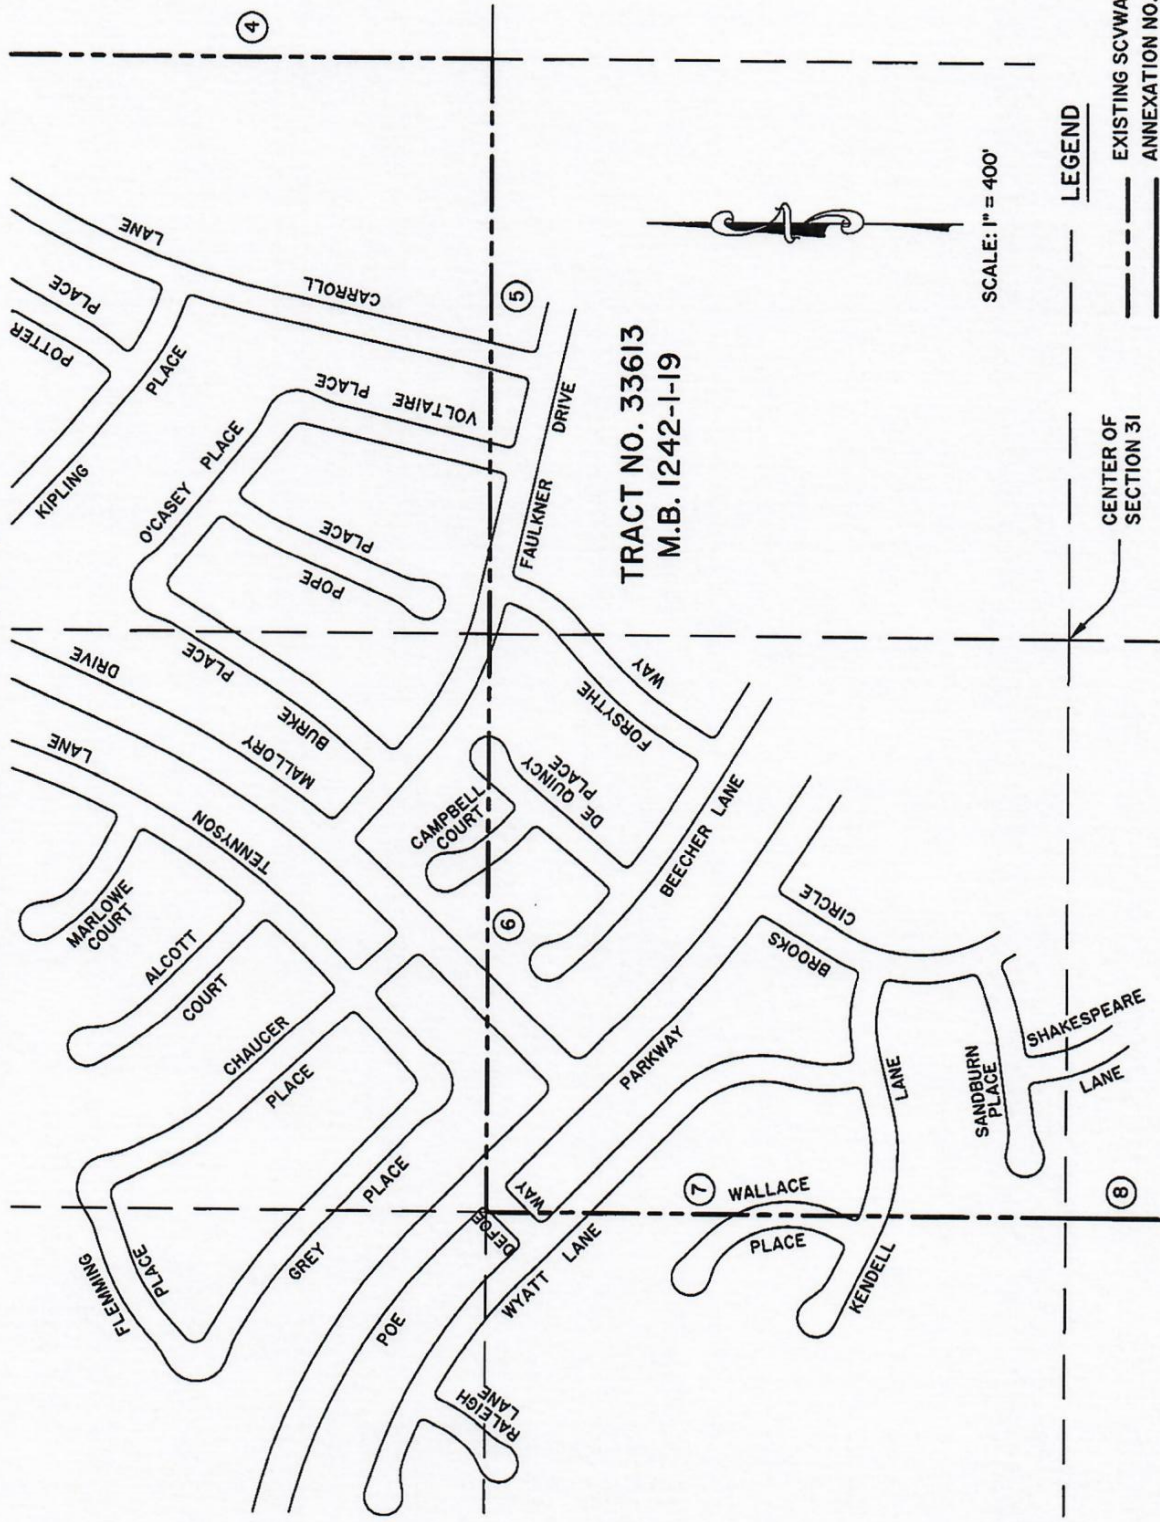 4
LANE
CARROLL
PLACE
POTTER
KIPLING
PLACE
5
VOLTAIRE PLACE
O'CASEY PLACE
POPE
PLACE
FAULKNER
DRIVE
TRACT NO. 33613
M.B. 1242-1-19
SCALE: 1" = 400'
LEGEND
EXISTING SCVWA
ANNEXATION NO.
CENTER OF
SECTION 31
DRIVE
MALLORY
PLACE
BURKE
LANE
TENNYSON
MARLOWE
COURT
ALCOTT
COURT
CHAUCER
PLACE
FLEMMING
PLACE
GREY
PLACE
CAMPBELL
COURT
DE QUINCY
PLACE
FORSYTHE
WAY
BEECHER LANE
6
POE
PARKWAY
DEFOE
WAY
WYATT LANE
RALEIGH
LANE
BROOKS
CIRCLE
7
WALLACE
PLACE
KENDELL
LANE
SANDBURN
PLACE
SHAKESPEARE
LANE
8